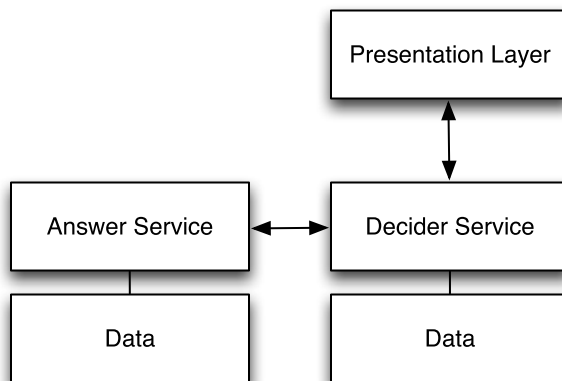 Presentation Layer
Answer Service
Decider Service
Data
Data